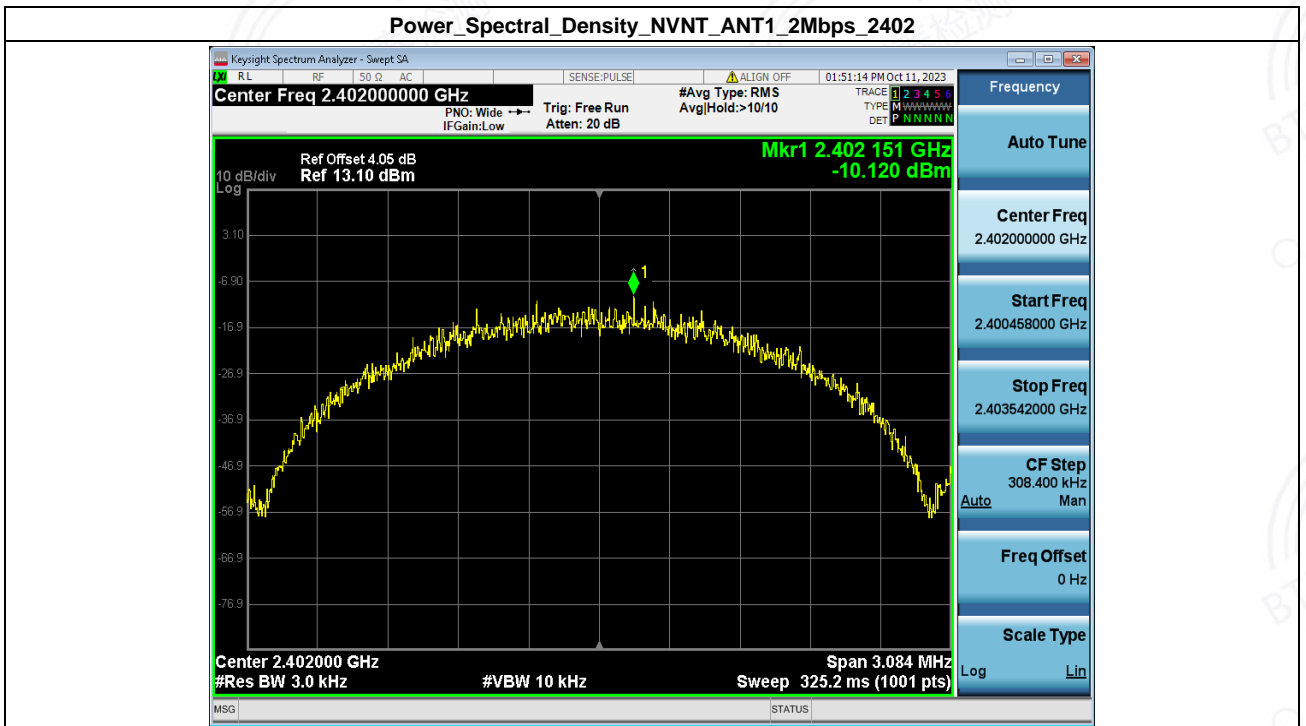 Power_Spectral_Density_NVNT_ANT1_2Mbps_2402
Keysight Spectrum Analyzer - Swept SA
LXI RL RF 50 Ω AC SENSE:PULSE ALIGN OFF 01:51:14 PM Oct 11, 2023
Center Freq 2.402000000 GHz
PNO: Wide
IFGain:Low
Trig: Free Run
Atten: 20 dB
#Avg Type: RMS
Avg|Hold:>10/10
TRACE 1 2 3 4 5 6
TYPE M WWWWW
DET P N N N N N
Mkr1 2.402 151 GHz
-10.120 dBm
Ref Offset 4.05 dB
10 dB/div Ref 13.10 dBm
Log
3.10
1
-6.90
-16.9
-26.9
-36.9
-46.9
-56.9
-66.9
-76.9
Center 2.402000 GHz Span 3.084 MHz
#Res BW 3.0 kHz #VBW 10 kHz Sweep 325.2 ms (1001 pts)
MSG STATUS
Frequency
Auto Tune
Center Freq
2.402000000 GHz
Start Freq
2.400458000 GHz
Stop Freq
2.403542000 GHz
CF Step
308.400 kHz
Auto Man
Freq Offset
0 Hz
Scale Type
Log Lin